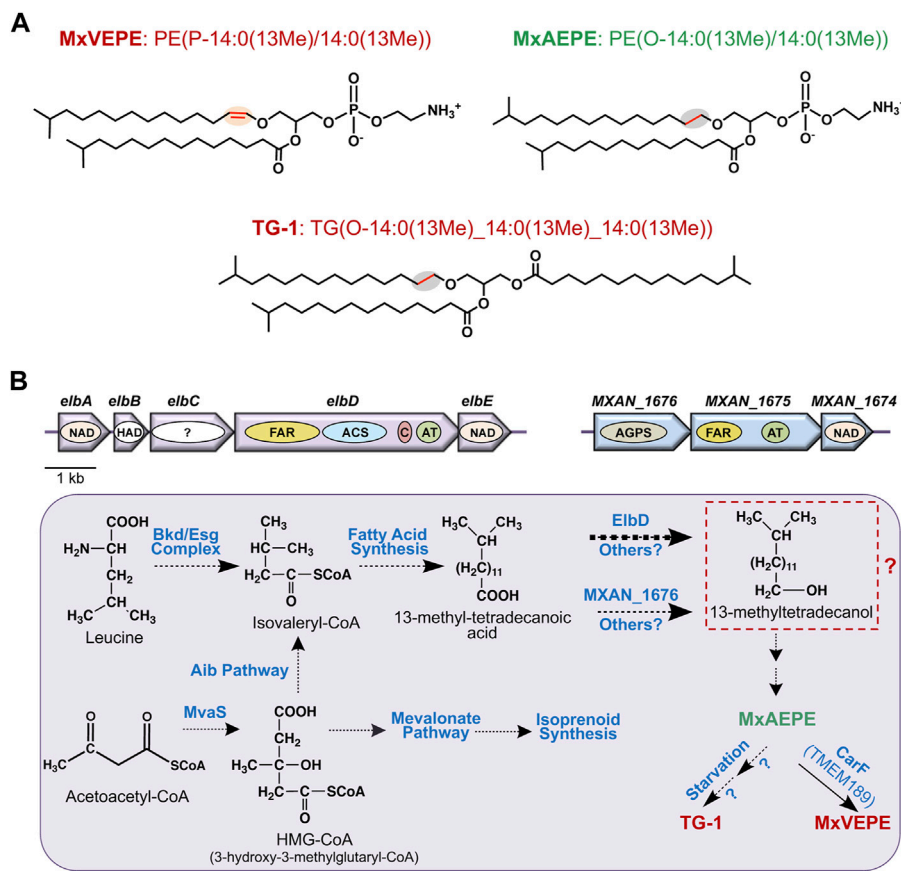 A
MxVEPE: PE(P-14:0(13Me)/14:0(13Me))
MxAEPE: PE(O-14:0(13Me)/14:0(13Me))
O O P O NH3+
O O-
O
O O P O NH3+
O O-
O
TG-1: TG(O-14:0(13Me)_14:0(13Me)_14:0(13Me))
O
O O
O
O
B
elbA elbB elbC elbD elbE MXAN_1676 MXAN_1675 MXAN_1674
NAD HAD ? FAR ACS C AT NAD AGPS FAR AT NAD
1 kb
COOH
H2N CH
CH2
CH
H3C CH3
Leucine
Bkd/Esg
Complex
CH3
CH
CH3
CH2
C SCoA
O
Isovaleryl-CoA
Fatty Acid
Synthesis
H3C CH3
CH
(H2C)11
COOH
13-methyl-tetradecanoic
acid
ElbD
Others?
MXAN_1676
Others?
H3C CH3
CH
(H2C)11
H2C OH
13-methyltetradecanol
?
Aib Pathway
O O
H3C SCoA
Acetoacetyl-CoA
MvaS
COOH
CH2
H3C C OH
H2C SCoA
C
O
HMG-CoA
(3-hydroxy-3-methylglutaryl-CoA)
Mevalonate
Pathway
Isoprenoid
Synthesis
MxAEPE
Starvation
? ?
CarF
(TMEM189)
TG-1 MxVEPE